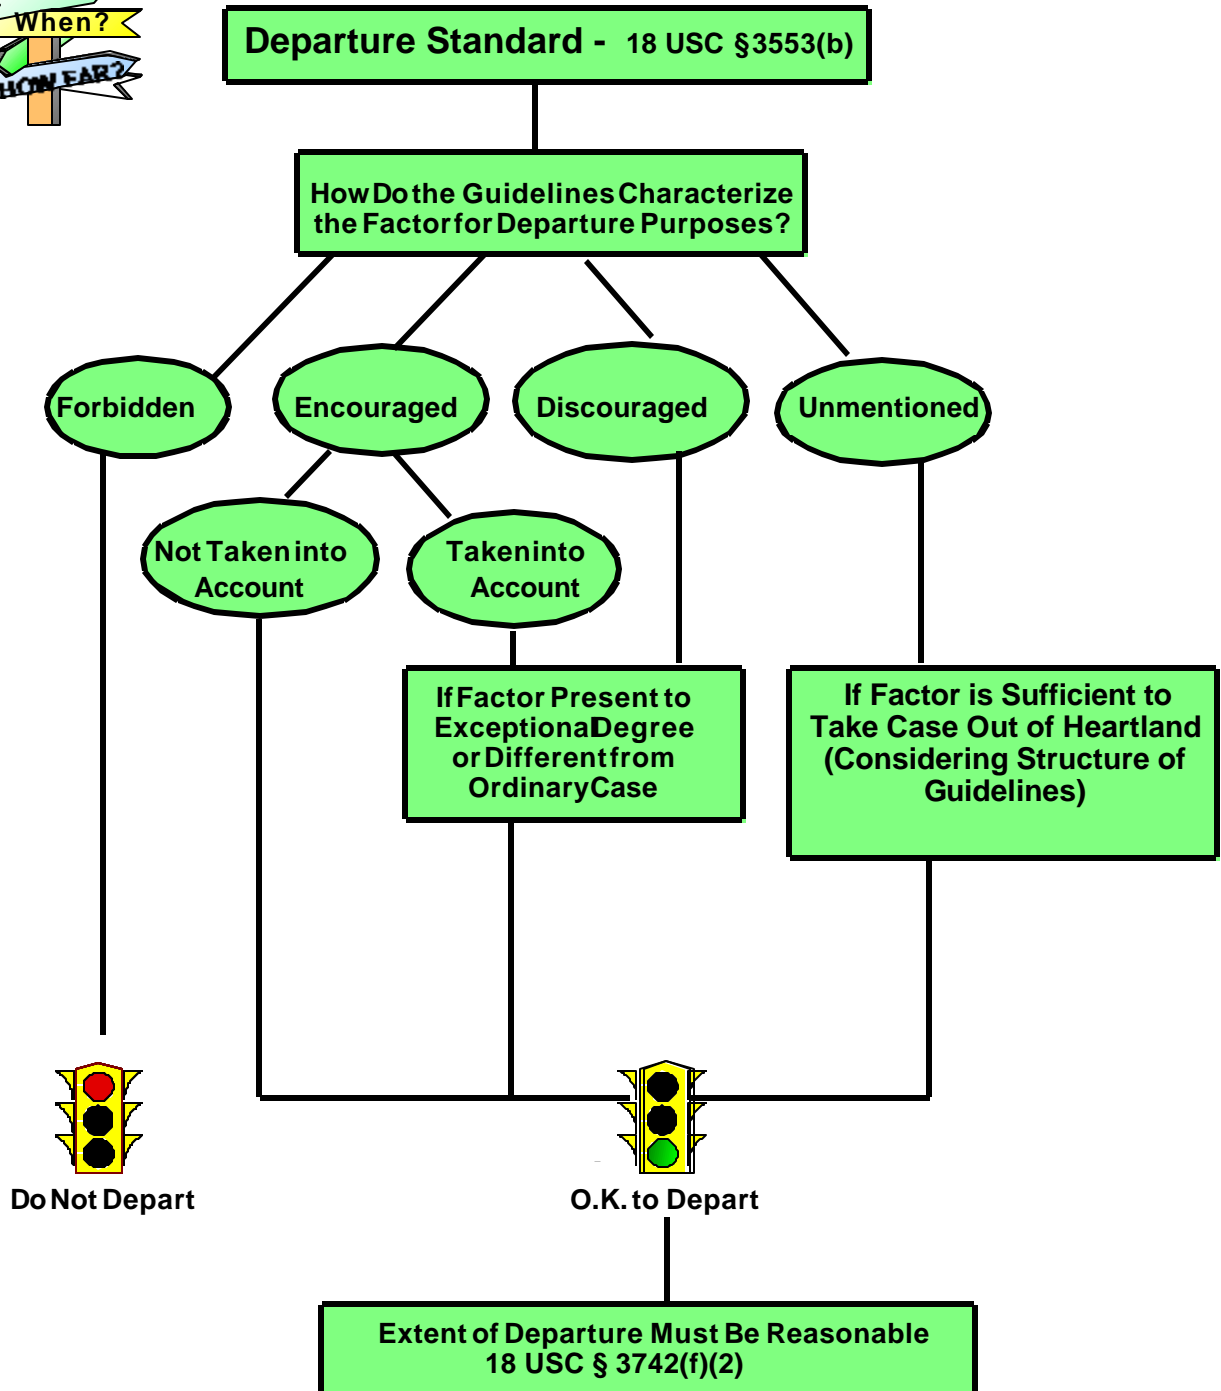 When?
HOW FAR?
Departure Standard - 18 USC §3553(b)
How Do the Guidelines Characterize
the Factor for Departure Purposes?
Forbidden
Encouraged
Discouraged
Unmentioned
Not Taken into
Account
Taken into
Account
If Factor Present to
Exceptional Degree
or Different from
Ordinary Case
If Factor is Sufficient to
Take Case Out of Heartland
(Considering Structure of
Guidelines)
Do Not Depart
O.K. to Depart
Extent of Departure Must Be Reasonable
18 USC § 3742(f)(2)